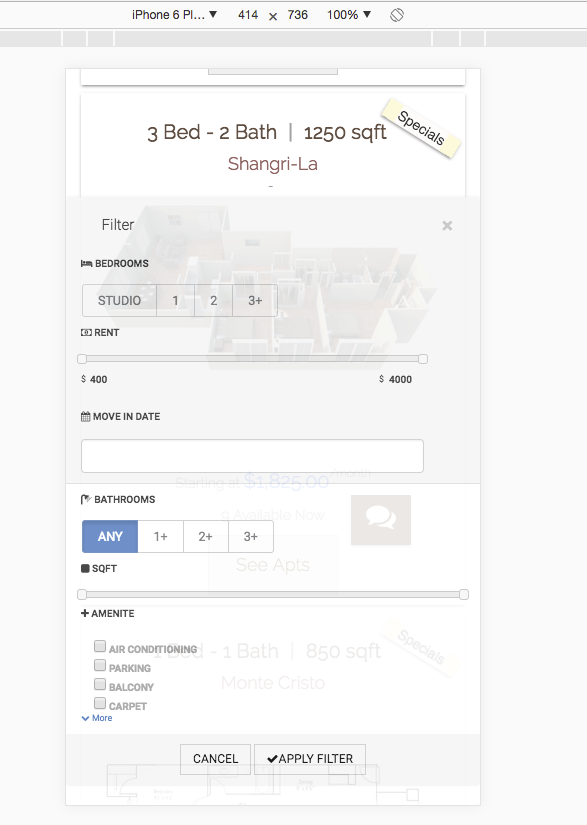 iPhone 6 Pl... ▼ 414 x 736 100% ▼
3 Bed - 2 Bath | 1250 sqft
Specials
Shangri-La
-
Filter ×
BEDROOMS
STUDIO 1 2 3+
RENT
$ 400 $ 4000
MOVE IN DATE
Starting at $1,825.00 /month
BATHROOMS
9 Available Now
ANY 1+ 2+ 3+
See Apts
SQFT
AMENITE
Specials
AIR CONDITIONING
Bed - 1 Bath | 850 sqft
PARKING
Monte Cristo
BALCONY
CARPET
More
CANCEL ✔APPLY FILTER